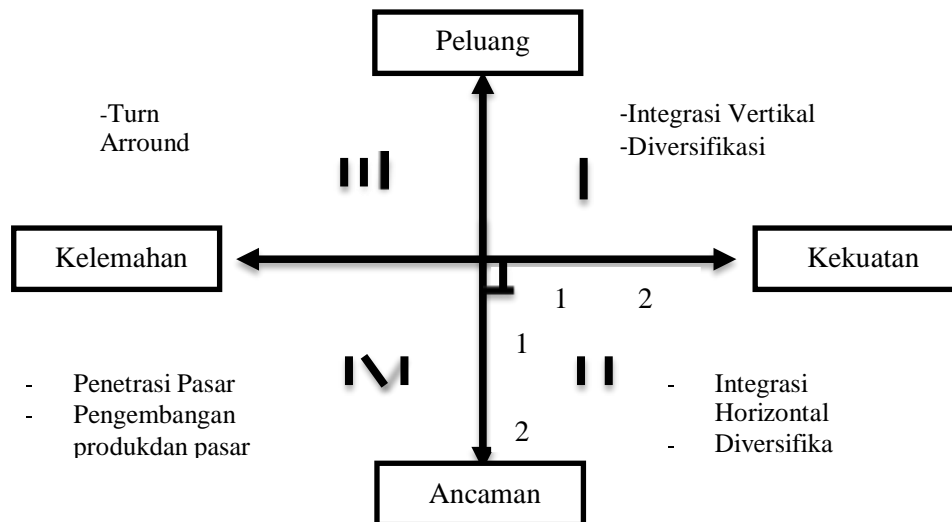 Peluang
-Turn
Arround
-Integrasi Vertikal
-Diversifikasi
III
I
Kelemahan
Kekuatan
1 2
1
IV
II
- Penetrasi Pasar
- Pengembangan
produkdan pasar
- Integrasi
Horizontal
- Diversifika
2
Ancaman